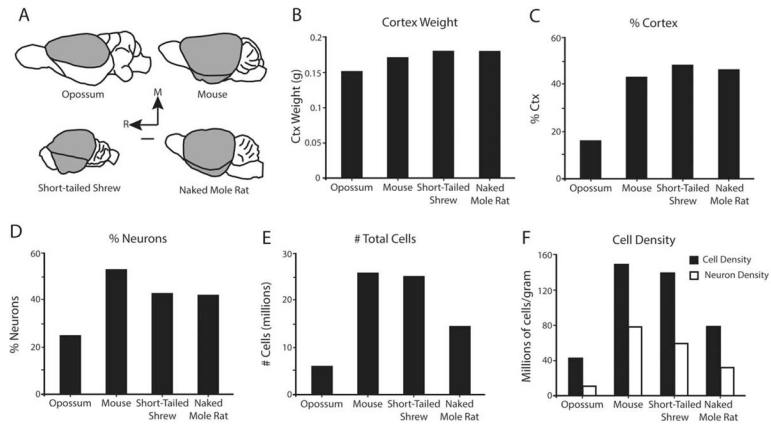 A
Opossum
Mouse
M
R
Short-tailed Shrew
Naked Mole Rat
B
Cortex Weight
Ctx Weight (g)
0.2
0.15
0.1
0.05
0
Opossum
Mouse
Short-Tailed
Shrew
Naked
Mole Rat
C
% Cortex
% Ctx
60
40
20
0
Opossum
Mouse
Short-Tailed
Shrew
Naked
Mole Rat
D
% Neurons
% Neurons
60
40
20
0
Opossum
Mouse
Short-Tailed
Shrew
Naked
Mole Rat
E
# Total Cells
# Cells (millions)
30
20
10
0
Opossum
Mouse
Short-Tailed
Shrew
Naked
Mole Rat
F
Cell Density
Millions of cells/gram
160
120
80
40
0
Cell Density
Neuron Density
Opossum
Mouse
Short-Tailed
Shrew
Naked
Mole Rat